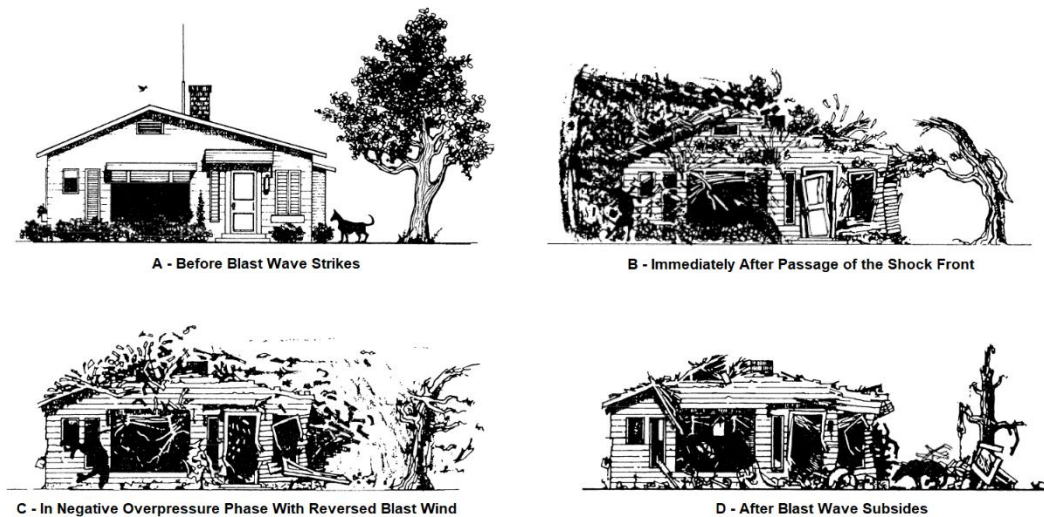 A - Before Blast Wave Strikes
B - Immediately After Passage of the Shock Front
C - In Negative Overpressure Phase With Reversed Blast Wind
D - After Blast Wave Subsides